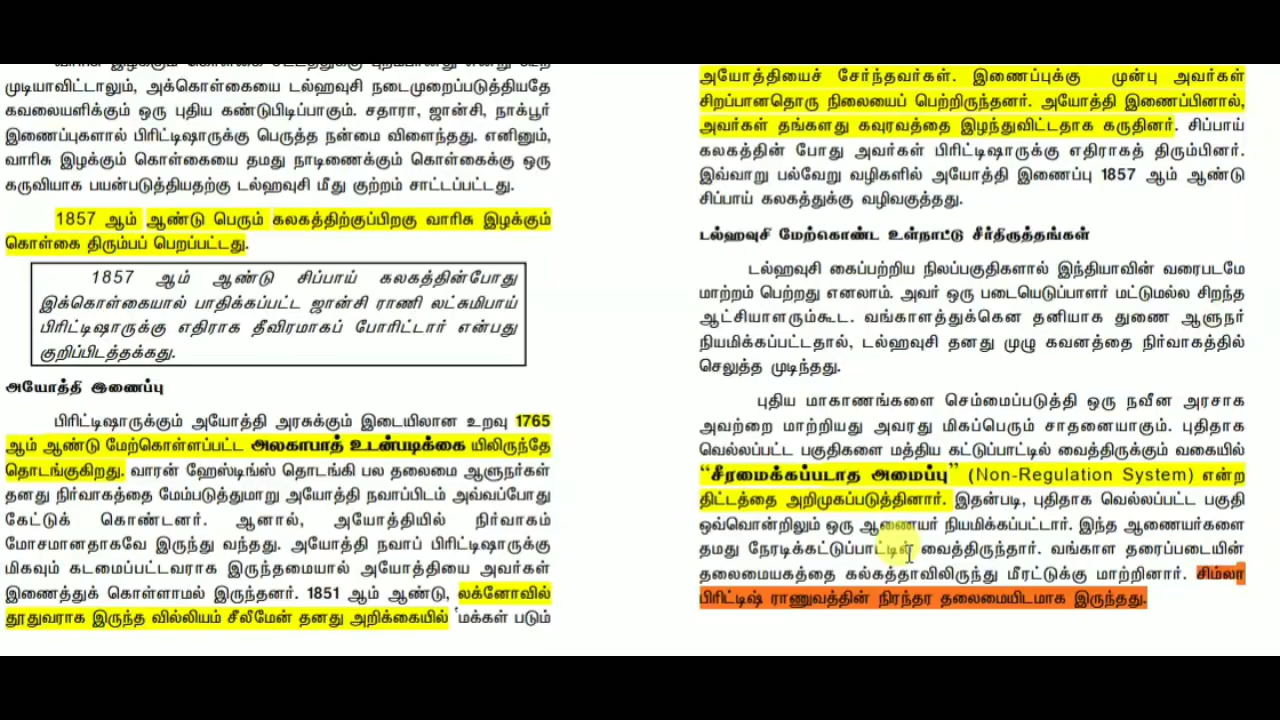 முடியாவிட்டாலும், அக்கொள்கையை டல்ஹவுசி நடைமுறைப்படுத்தியதே
கவலையளிக்கும் ஒரு புதிய கண்டுபிடிப்பாகும். சதாரா, ஜான்சி, நாக்பூர்
இணைப்புகளால் பிரிட்டிஷாருக்கு பெருத்த நன்மை விளைந்தது. எனினும்,
வாரிசு இழக்கும் கொள்கையை தமது நாடிணைக்கும் கொள்கைக்கு ஒரு
கருவியாக பயன்படுத்தியதற்கு டல்ஹவுசி மீது குற்றம் சாட்டப்பட்டது.
1857 ஆம் ஆண்டு பெரும் கலகத்திற்குப்பிறகு வாரிசு இழக்கும்
கொள்கை திரும்பப் பெறப்பட்டது.
1857 ஆம் ஆண்டு சிப்பாய் கலகத்தின்போது
இக்கொள்கையால் பாதிக்கப்பட்ட ஜான்சி ராணி லட்சுமிபாய்
பிரிட்டிஷாருக்கு எதிராக தீவிரமாகப் போரிட்டார் என்பது
குறிப்பிடத்தக்கது.
அயோத்தி இணைப்பு
பிரிட்டிஷாருக்கும் அயோத்தி அரசுக்கும் இடையிலான உறவு 1765
ஆம் ஆண்டு மேற்கொள்ளப்பட்ட அலகாபாத் உடன்படிக்கை யிலிருந்தே
தொடங்குகிறது. வாரன் ஹேஸ்டிங்ஸ் தொடங்கி பல தலைமை ஆளுநர்கள்
தனது நிர்வாகத்தை மேம்படுத்துமாறு அயோத்தி நவாப்பிடம் அவ்வப்போது
கேட்டுக் கொண்டனர். ஆனால், அயோத்தியில் நிர்வாகம்
மோசமானதாகவே இருந்து வந்தது. அயோத்தி நவாப் பிரிட்டிஷாருக்கு
மிகவும் கடமைப்பட்டவராக இருந்தமையால் அயோத்தியை அவர்கள்
இணைத்துக் கொள்ளாமல் இருந்தனர். 1851 ஆம் ஆண்டு, லக்னோவில்
தூதுவராக இருந்த வில்லியம் சிலீமேன் தனது அறிக்கையில் 'மக்கள் படும்
அயோத்தியைச் சேர்ந்தவர்கள். இணைப்புக்கு முன்பு அவர்கள்
சிறப்பானதொரு நிலையைப் பெற்றிருந்தனர். அயோத்தி இணைப்பினால்,
அவர்கள் தங்களது கவுரவத்தை இழந்துவிட்டதாக கருதினர். சிப்பாய்
கலகத்தின் போது அவர்கள் பிரிட்டிஷாருக்கு எதிராகத் திரும்பினர்.
இவ்வாறு பல்வேறு வழிகளில் அயோத்தி இணைப்பு 1857 ஆம் ஆண்டு
சிப்பாய் கலகத்துக்கு வழிவகுத்தது.
டல்ஹவுசி மேற்கொண்ட உள்நாட்டு சீர்திருத்தங்கள்
டல்ஹவுசி கைப்பற்றிய நிலப்பகுதிகளால் இந்தியாவின் வரைபடமே
மாற்றம் பெற்றது எனலாம். அவர் ஒரு படையெடுப்பாளர் மட்டுமல்ல சிறந்த
ஆட்சியாளரும்கூட. வங்காளத்துக்கென தனியாக துணை ஆளுநர்
நியமிக்கப்பட்டதால், டல்ஹவுசி தனது முழு கவனத்தை நிர்வாகத்தில்
செலுத்த முடிந்தது.
புதிய மாகாணங்களை செம்மைப்படுத்தி ஒரு நவீன அரசாக
அவற்றை மாற்றியது அவரது மிகப்பெரும் சாதனையாகும். புதிதாக
வெல்லப்பட்ட பகுதிகளை மத்திய கட்டுப்பாட்டில் வைத்திருக்கும் வகையில்
“சீரமைக்கப்படாத அமைப்பு” (Non-Regulation System) என்ற
திட்டத்தை அறிமுகப்படுத்தினார். இதன்படி, புதிதாக வெல்லப்பட்ட பகுதி
ஒவ்வொன்றிலும் ஒரு ஆணையர் நியமிக்கப்பட்டார். இந்த ஆணையர்களை
தமது நேரடிக்கட்டுப்பாட்டில் வைத்திருந்தார். வங்காள தரைப்படையின்
தலைமையகத்தை கல்கத்தாவிலிருந்து மீரட்டுக்கு மாற்றினார். சிம்லா
பிரிட்டிஷ் ராணுவத்தின் நிரந்தர தலைமையிடமாக இருந்தது.